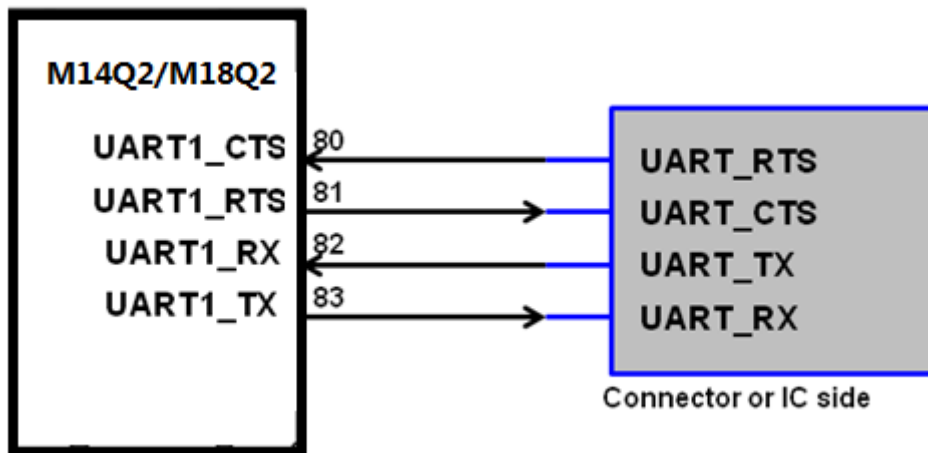 M14Q2/M18Q2
UART1_CTS 80 UART_RTS
UART1_RTS 81 UART_CTS
UART1_RX 82 UART_TX
UART1_TX 83 UART_RX
Connector or IC side